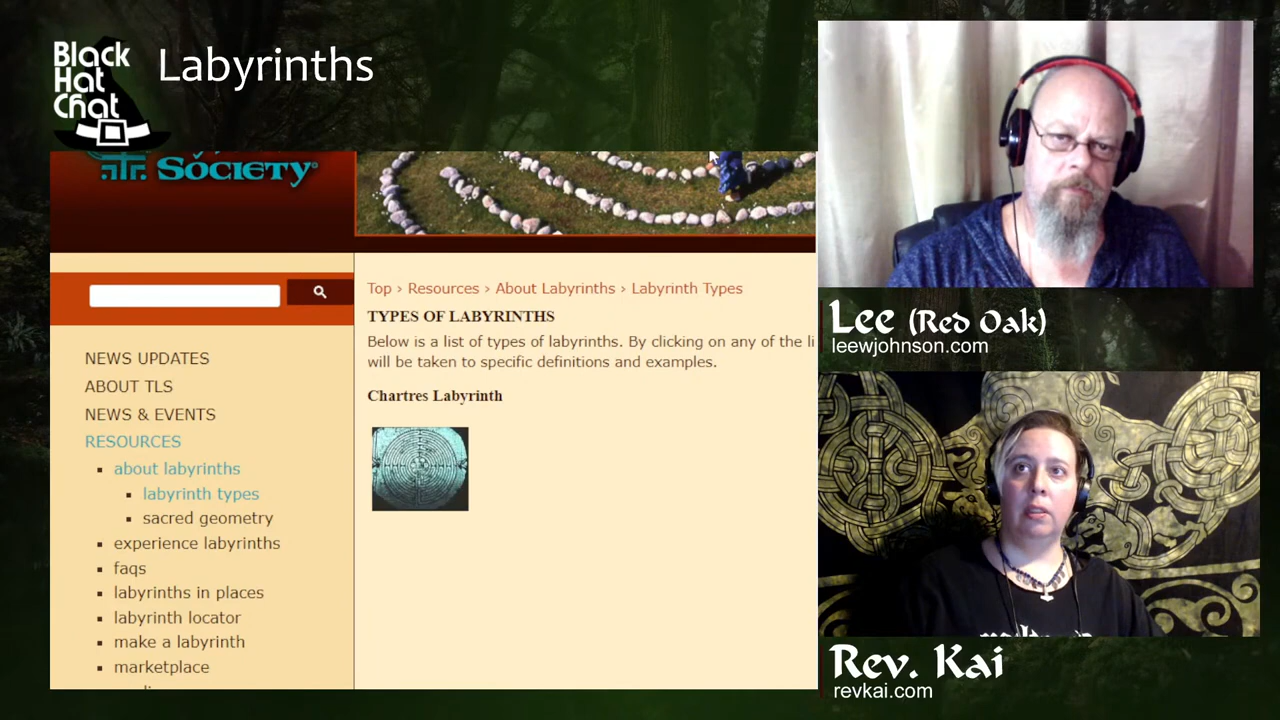 Black
Hat
Chat
Labyrinths
SOCIETY
NEWS UPDATES
ABOUT TLS
NEWS & EVENTS
RESOURCES
about labyrinths
labyrinth types
sacred geometry
experience labyrinths
faqs
labyrinths in places
labyrinth locator
make a labyrinth
marketplace
Top › Resources › About Labyrinths › Labyrinth Types
TYPES OF LABYRINTHS
Below is a list of types of labyrinths. By clicking on any of the li
will be taken to specific definitions and examples.
Chartres Labyrinth
Lee (Red Oak)
leewjohnson.com
Rev. Kai
revkai.com